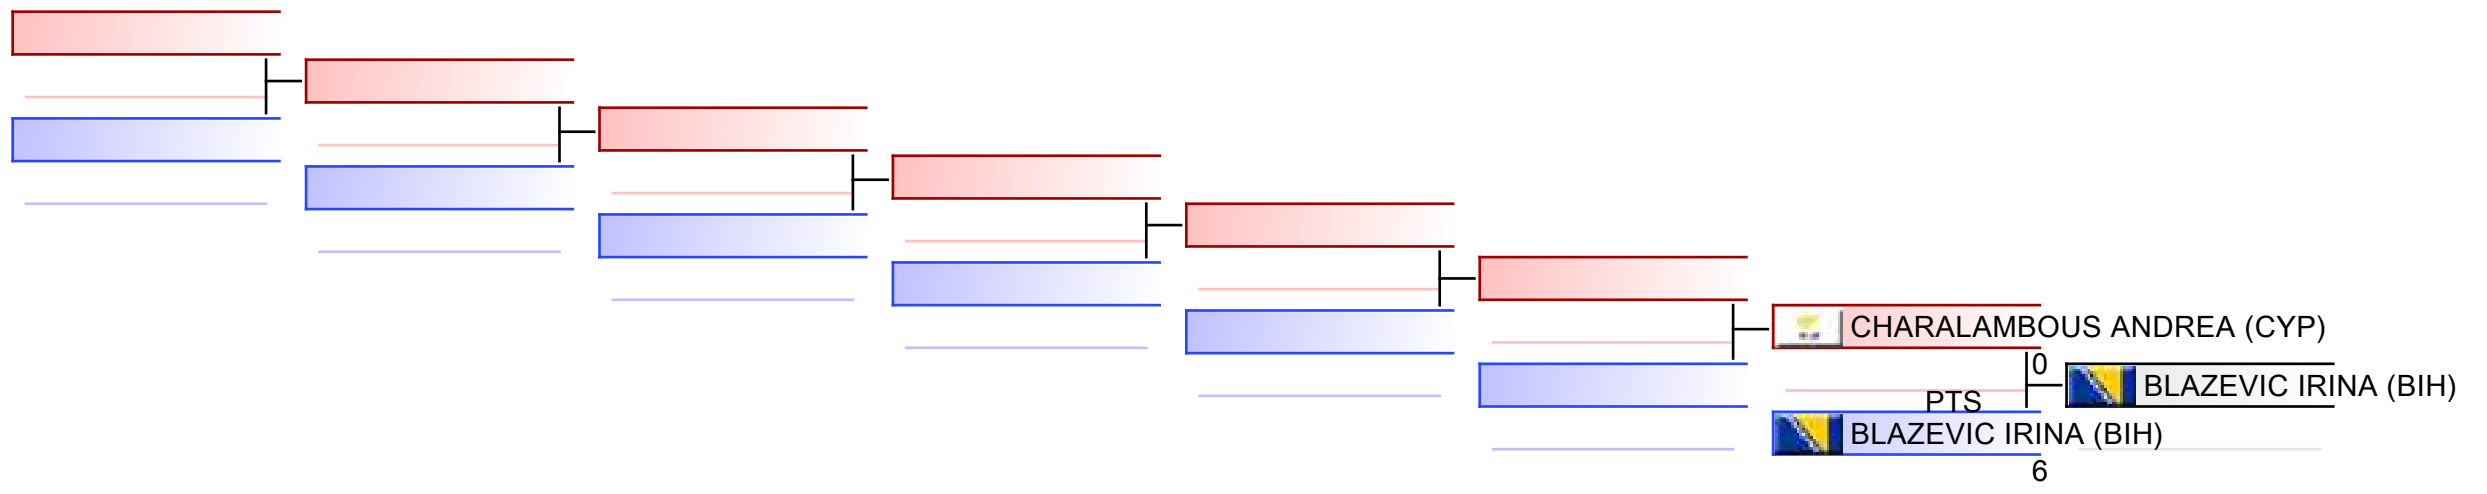 CHARALAMBOUS ANDREA (CYP)
0
BLAZEVIC IRINA (BIH)
PTS
BLAZEVIC IRINA (BIH)
6